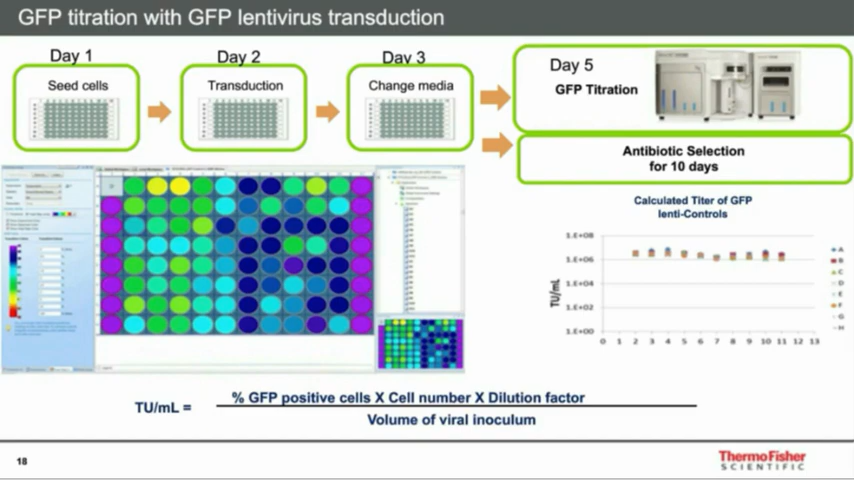 GFP titration with GFP lentivirus transduction
Day 1
Seed cells
Day 2
Transduction
Day 3
Change media
Day 5
GFP Titration
Antibiotic Selection
for 10 days
Calculated Titer of GFP
lenti-Controls
TU/mL
1.E+08
1.E+06
1.E+04
1.E+02
1.E+00
0 1 2 3 4 5 6 7 8 9 10 11 12 13
A
B
C
D
E
F
G
H
TU/mL =
% GFP positive cells X Cell number X Dilution factor
Volume of viral inoculum
18
ThermoFisher
SCIENTIFIC